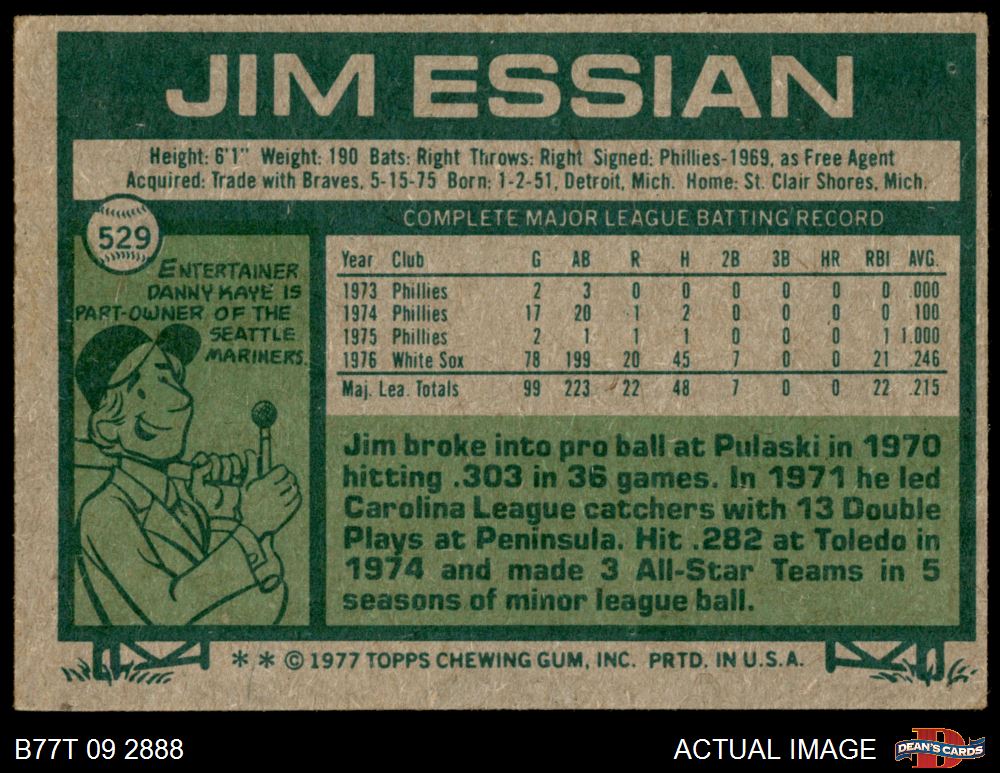 JIM ESSIAN
Height: 6'1" Weight: 190 Bats: Right Throws: Right Signed: Phillies-1969, as Free Agent
Acquired: Trade with Braves, 5-15-75 Born: 1-2-51, Detroit, Mich. Home: St. Clair Shores, Mich.
529
ENTERTAINER
DANNY KAYE IS
PART-OWNER OF THE
SEATTLE
MARINERS.
COMPLETE MAJOR LEAGUE BATTING RECORD
Year Club G AB R H 2B 3B HR RBI AVG.
1973 Phillies 2 3 0 0 0 0 0 0 .000
1974 Phillies 17 20 1 2 0 0 0 0 .100
1975 Phillies 2 1 1 1 0 0 0 1 1.000
1976 White Sox 78 199 20 45 7 0 0 21 .246
Maj. Lea. Totals 99 223 22 48 7 0 0 22 .215
Jim broke into pro ball at Pulaski in 1970
hitting .303 in 36 games. In 1971 he led
Carolina League catchers with 13 Double
Plays at Peninsula. Hit .282 at Toledo in
1974 and made 3 All-Star Teams in 5
seasons of minor league ball.
* * © 1977 TOPPS CHEWING GUM, INC. PRTD. IN U.S.A.
B77T 09 2888
ACTUAL IMAGE
D
DEAN'S CARDS